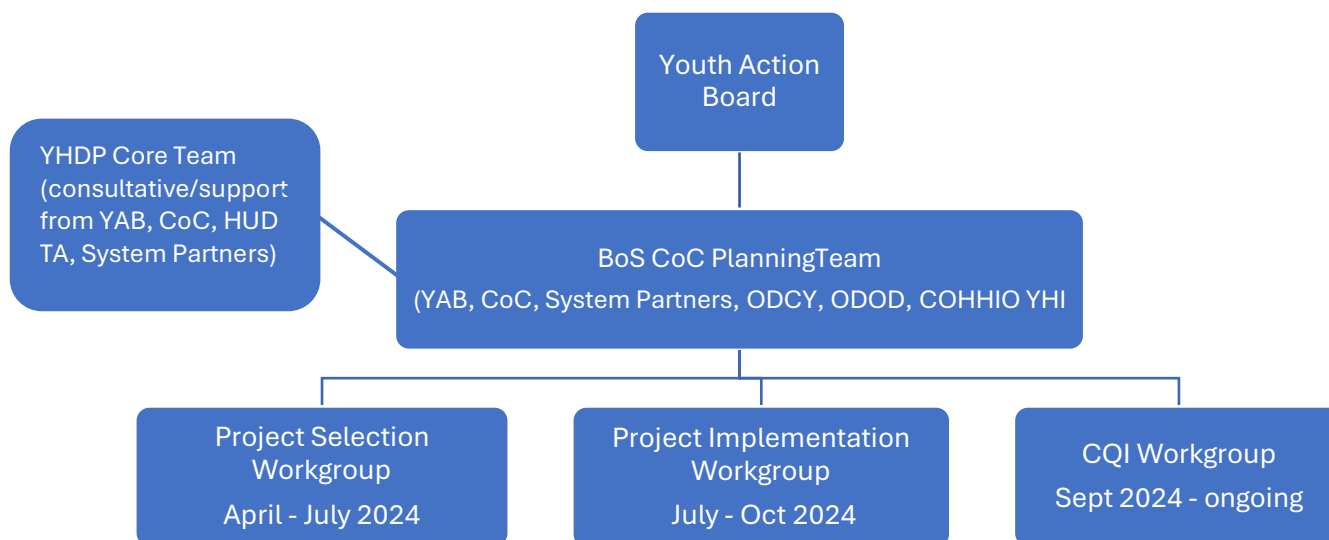 Youth Action
Board
YHDP Core Team
(consultative/support
from YAB, CoC, HUD
TA, System Partners)
BoS CoC PlanningTeam
(YAB, CoC, System Partners, ODCY, ODOD, COHHIO YHI
Project Selection
Workgroup
April - July 2024
Project Implementation
Workgroup
July - Oct 2024
CQI Workgroup
Sept 2024 - ongoing